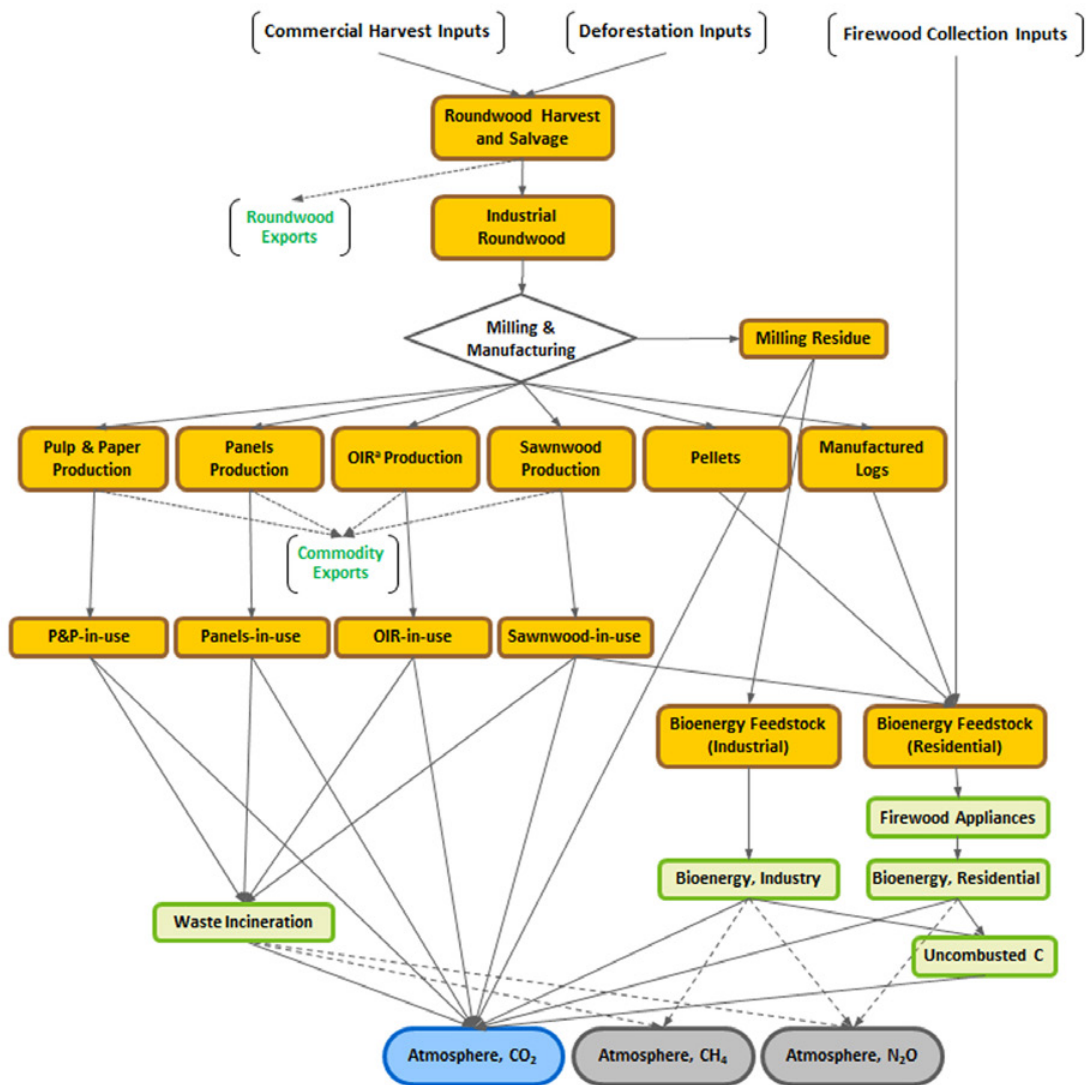 Commercial Harvest Inputs
Deforestation Inputs
Firewood Collection Inputs
Roundwood Harvest
and Salvage
Roundwood
Exports
Industrial
Roundwood
Milling &
Manufacturing
Milling Residue
Pulp & Paper
Production
Panels
Production
OIRª Production
Sawnwood
Production
Pellets
Manufactured
Logs
Commodity
Exports
P&P-in-use
Panels-in-use
OIR-in-use
Sawnwood-in-use
Bioenergy Feedstock
(Industrial)
Bioenergy Feedstock
(Residential)
Firewood Appliances
Bioenergy, Industry
Bioenergy, Residential
Waste Incineration
Uncombusted C
Atmosphere, CO₂
Atmosphere, CH₄
Atmosphere, N₂O